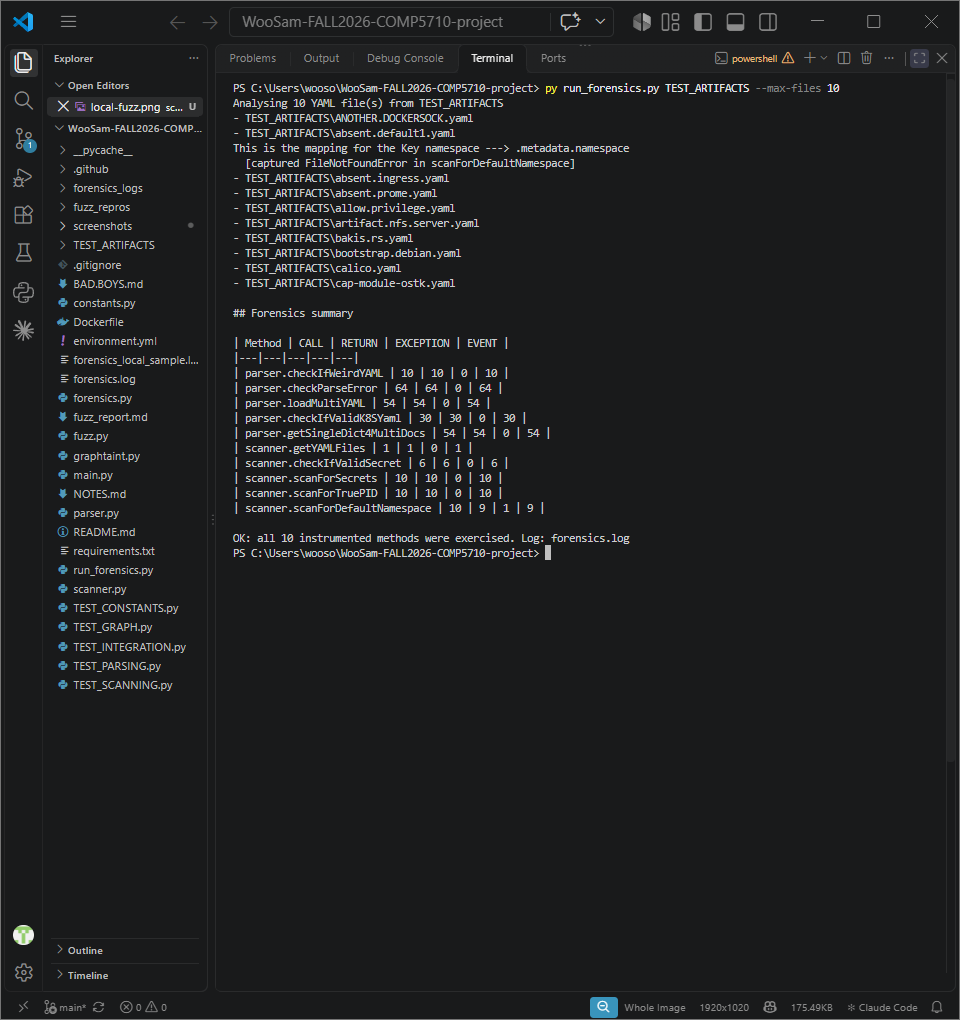 WooSam-FALL2026-COMP5710-project
Explorer
Open Editors
local-fuzz.png sc... U
WooSam-FALL2026-COMP...
__pycache__
.github
forensics_logs
fuzz_repros
screenshots
TEST_ARTIFACTS
.gitignore
BAD.BOYS.md
constants.py
Dockerfile
environment.yml
forensics_local_sample.l...
forensics.log
forensics.py
fuzz_report.md
fuzz.py
graphtaint.py
main.py
NOTES.md
parser.py
README.md
requirements.txt
run_forensics.py
scanner.py
TEST_CONSTANTS.py
TEST_GRAPH.py
TEST_INTEGRATION.py
TEST_PARSING.py
TEST_SCANNING.py
Outline
Timeline
Problems Output Debug Console Terminal Ports
powershell
PS C:\Users\wooso\WooSam-FALL2026-COMP5710-project> py run_forensics.py TEST_ARTIFACTS --max-files 10
Analysing 10 YAML file(s) from TEST_ARTIFACTS
- TEST_ARTIFACTS\ANOTHER.DOCKERSOCK.yaml
- TEST_ARTIFACTS\absent.default1.yaml
This is the mapping for the Key namespace ---> .metadata.namespace
[captured FileNotFoundError in scanForDefaultNamespace]
- TEST_ARTIFACTS\absent.ingress.yaml
- TEST_ARTIFACTS\absent.prome.yaml
- TEST_ARTIFACTS\allow.privilege.yaml
- TEST_ARTIFACTS\artifact.nfs.server.yaml
- TEST_ARTIFACTS\bakis.rs.yaml
- TEST_ARTIFACTS\bootstrap.debian.yaml
- TEST_ARTIFACTS\calico.yaml
- TEST_ARTIFACTS\cap-module-ostk.yaml
## Forensics summary
| Method | CALL | RETURN | EXCEPTION | EVENT |
|---|---|---|---|---|
| parser.checkIfWeirdYAML | 10 | 10 | 0 | 10 |
| parser.checkParseError | 64 | 64 | 0 | 64 |
| parser.loadMultiYAML | 54 | 54 | 0 | 54 |
| parser.checkIfValidK8SYaml | 30 | 30 | 0 | 30 |
| parser.getSingleDict4MultiDocs | 54 | 54 | 0 | 54 |
| scanner.getYAMLFiles | 1 | 1 | 0 | 1 |
| scanner.checkIfValidSecret | 6 | 6 | 0 | 6 |
| scanner.scanForSecrets | 10 | 10 | 0 | 10 |
| scanner.scanForTruePID | 10 | 10 | 0 | 10 |
| scanner.scanForDefaultNamespace | 10 | 9 | 1 | 9 |
OK: all 10 instrumented methods were exercised. Log: forensics.log
PS C:\Users\wooso\WooSam-FALL2026-COMP5710-project>
1
main* 0 0 Whole Image 1920x1020 175.49KB Claude Code